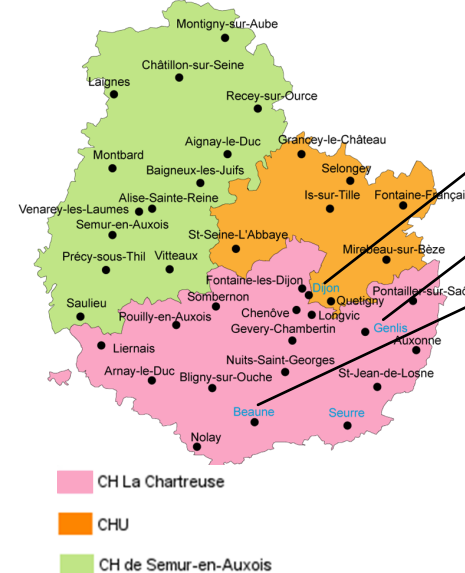 Montigny-sur-Aube
Châtillon-sur-Seine
Laignes
Recey-sur-Ource
Grancey-le-Château
Aignay-le-Duc
Montbard
Baigneux-les-Juifs
Selongey
Alise-Sainte-Reine
Is-sur-Tille
Fontaine-Françai
Venarey-les-Laumes
Semur-en-Auxois
St-Seine-L'Abbaye
Mirebeau-sur-Bèze
Précy-sous-Thil
Vitteaux
Fontaine-les-Dijon
Dijon
Pontailler-sur-Saô
Sombernon
Quetigny
Saulieu
Pouilly-en-Auxois
Chenôve
Longvic
Gevery-Chambertin
Genlis
Auxonne
Liernais
Nuits-Saint-Georges
Arnay-le-Duc
Bligny-sur-Ouche
St-Jean-de-Losne
Beaune
Seurre
Nolay
CH La Chartreuse
CHU
CH de Semur-en-Auxois